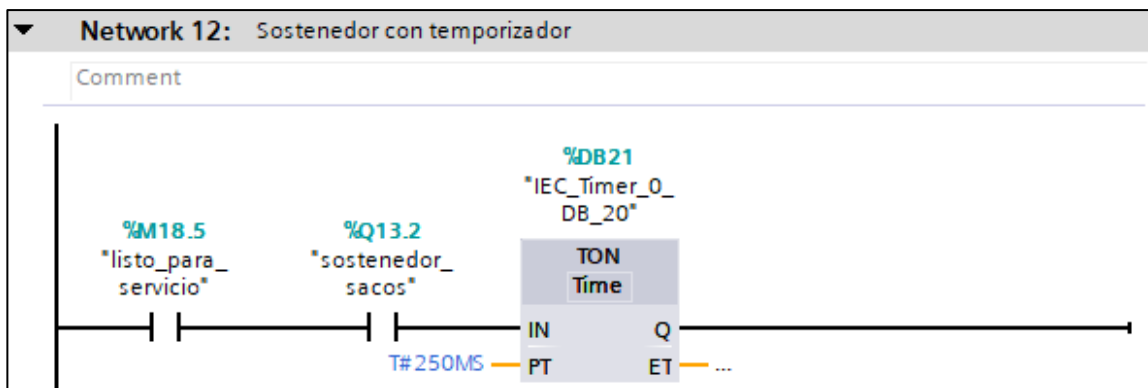 Network 12: Sostenedor con temporizador
Comment
%DB21
"IEC_Timer_0_
DB_20"
%M18.5
"listo_para_
servicio"
%Q13.2
"sostenedor_
sacos"
TON
Time
IN Q
T#250MS PT ET ...